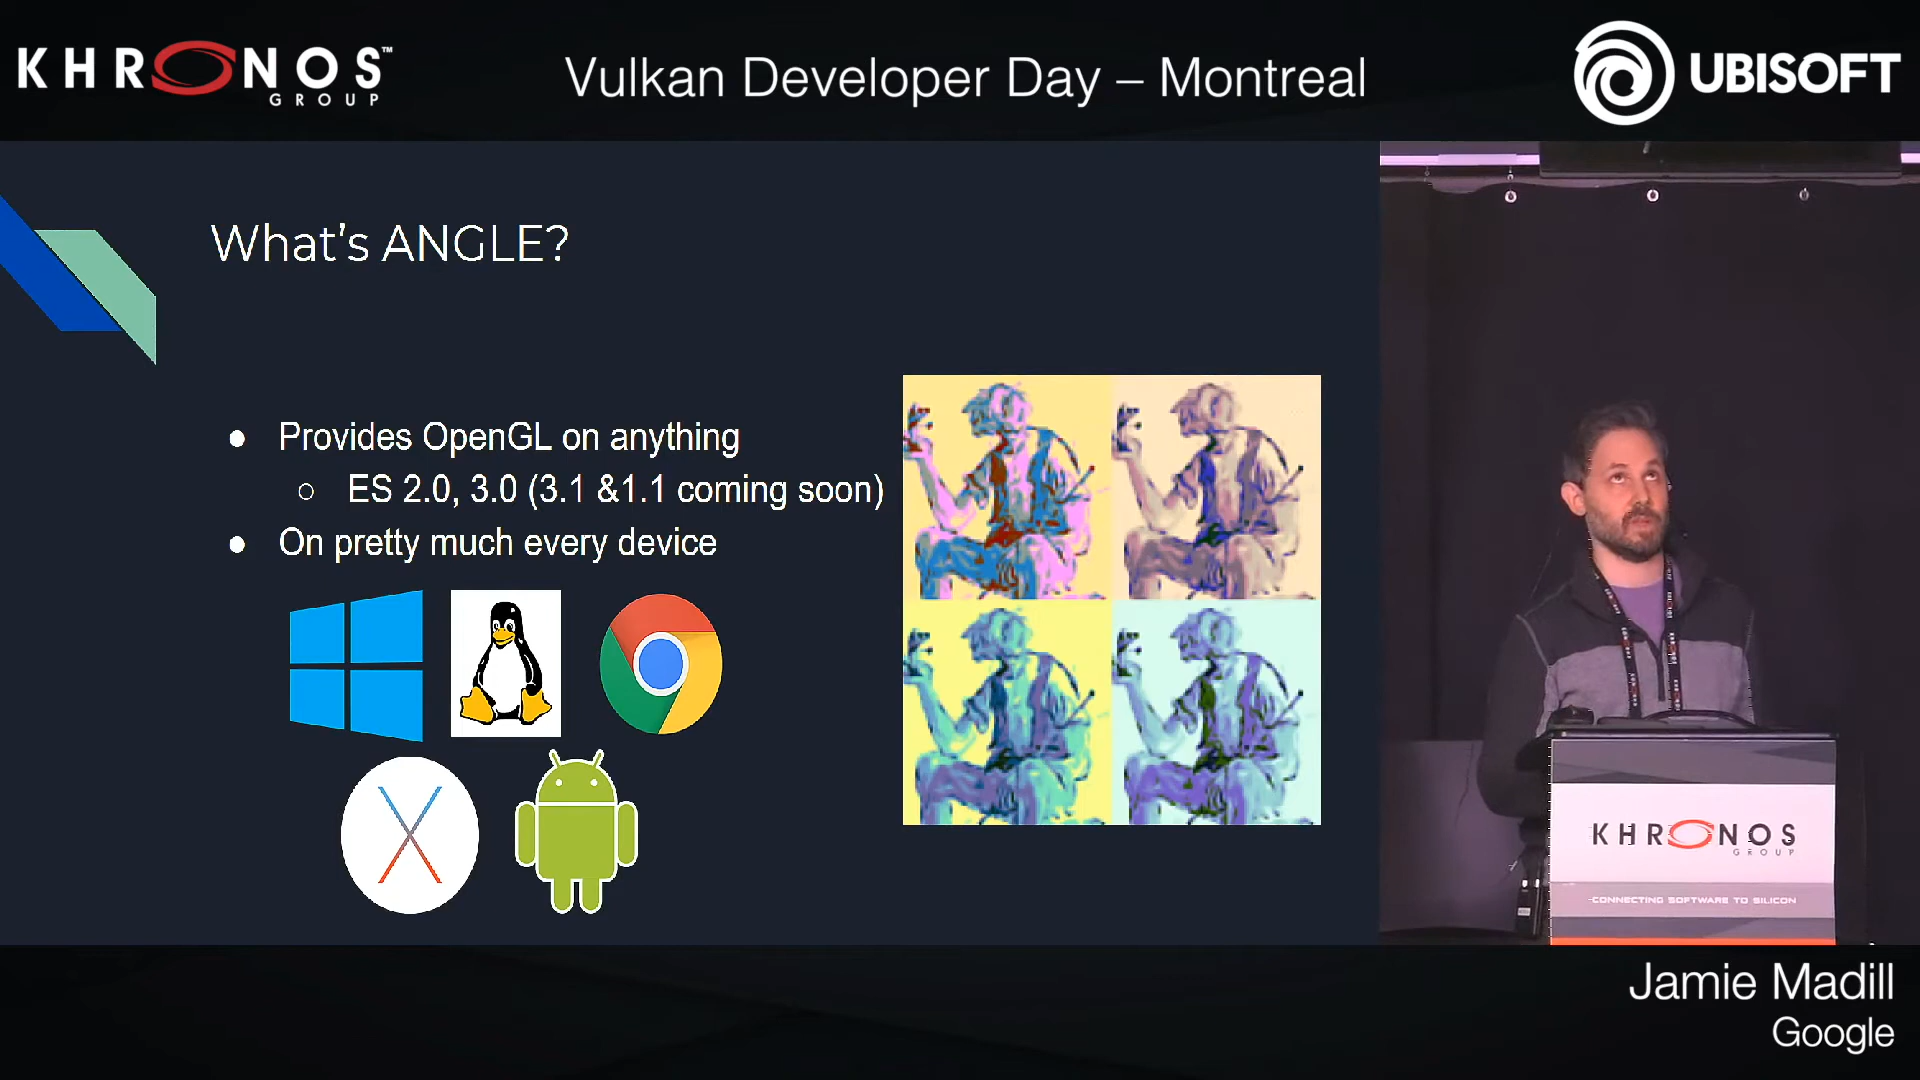 KHRONOS™
GROUP
Vulkan Developer Day – Montreal
UBISOFT
What's ANGLE?
● Provides OpenGL on anything
○ ES 2.0, 3.0 (3.1 &1.1 coming soon)
● On pretty much every device
KHRONOS
GROUP
CONNECTING SOFTWARE TO SILICON
Jamie Madill
Google